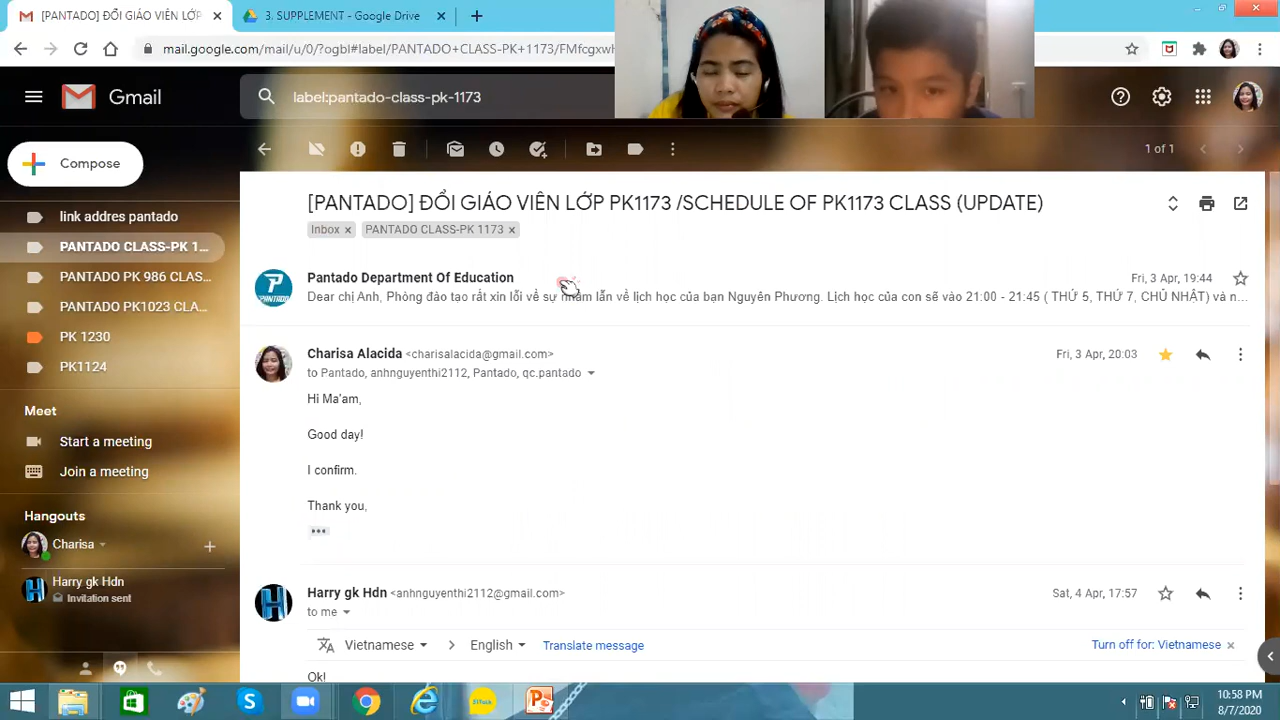 [PANTADO] ĐỔI GIÁO VIÊN LỚP
3. SUPPLEMENT - Google Drive
mail.google.com/mail/u/0/?ogbl#label/PANTADO+CLASS-PK+1173/FMfcgxwH
Gmail
label:pantado-class-pk-1173
Compose
1 of 1
link addres pantado
PANTADO CLASS-PK 1...
PANTADO PK 986 CLAS...
PANTADO PK1023 CLA...
PK 1230
PK1124
Meet
Start a meeting
Join a meeting
Hangouts
Charisa
Harry gk Hdn
Invitation sent
[PANTADO] ĐỔI GIÁO VIÊN LỚP PK1173 /SCHEDULE OF PK1173 CLASS (UPDATE)
Inbox x PANTADO CLASS-PK 1173 x
PANTADO
Pantado Department Of Education
Fri, 3 Apr, 19:44
Dear chị Anh, Phòng đào tạo rất xin lỗi về sự nhầm lẫn về lịch học của bạn Nguyên Phương. Lịch học của con sẽ vào 21:00 - 21:45 ( THỨ 5, THỨ 7, CHỦ NHẬT) và n...
Charisa Alacida <charisalacida@gmail.com>
Fri, 3 Apr, 20:03
to Pantado, anhnguyenthi2112, Pantado, qc.pantado
Hi Ma'am,
Good day!
I confirm.
Thank you,
Harry gk Hdn <anhnguyenthi2112@gmail.com>
Sat, 4 Apr, 17:57
to me
Vietnamese > English Translate message
Turn off for: Vietnamese x
Ok!
10:58 PM
8/7/2020